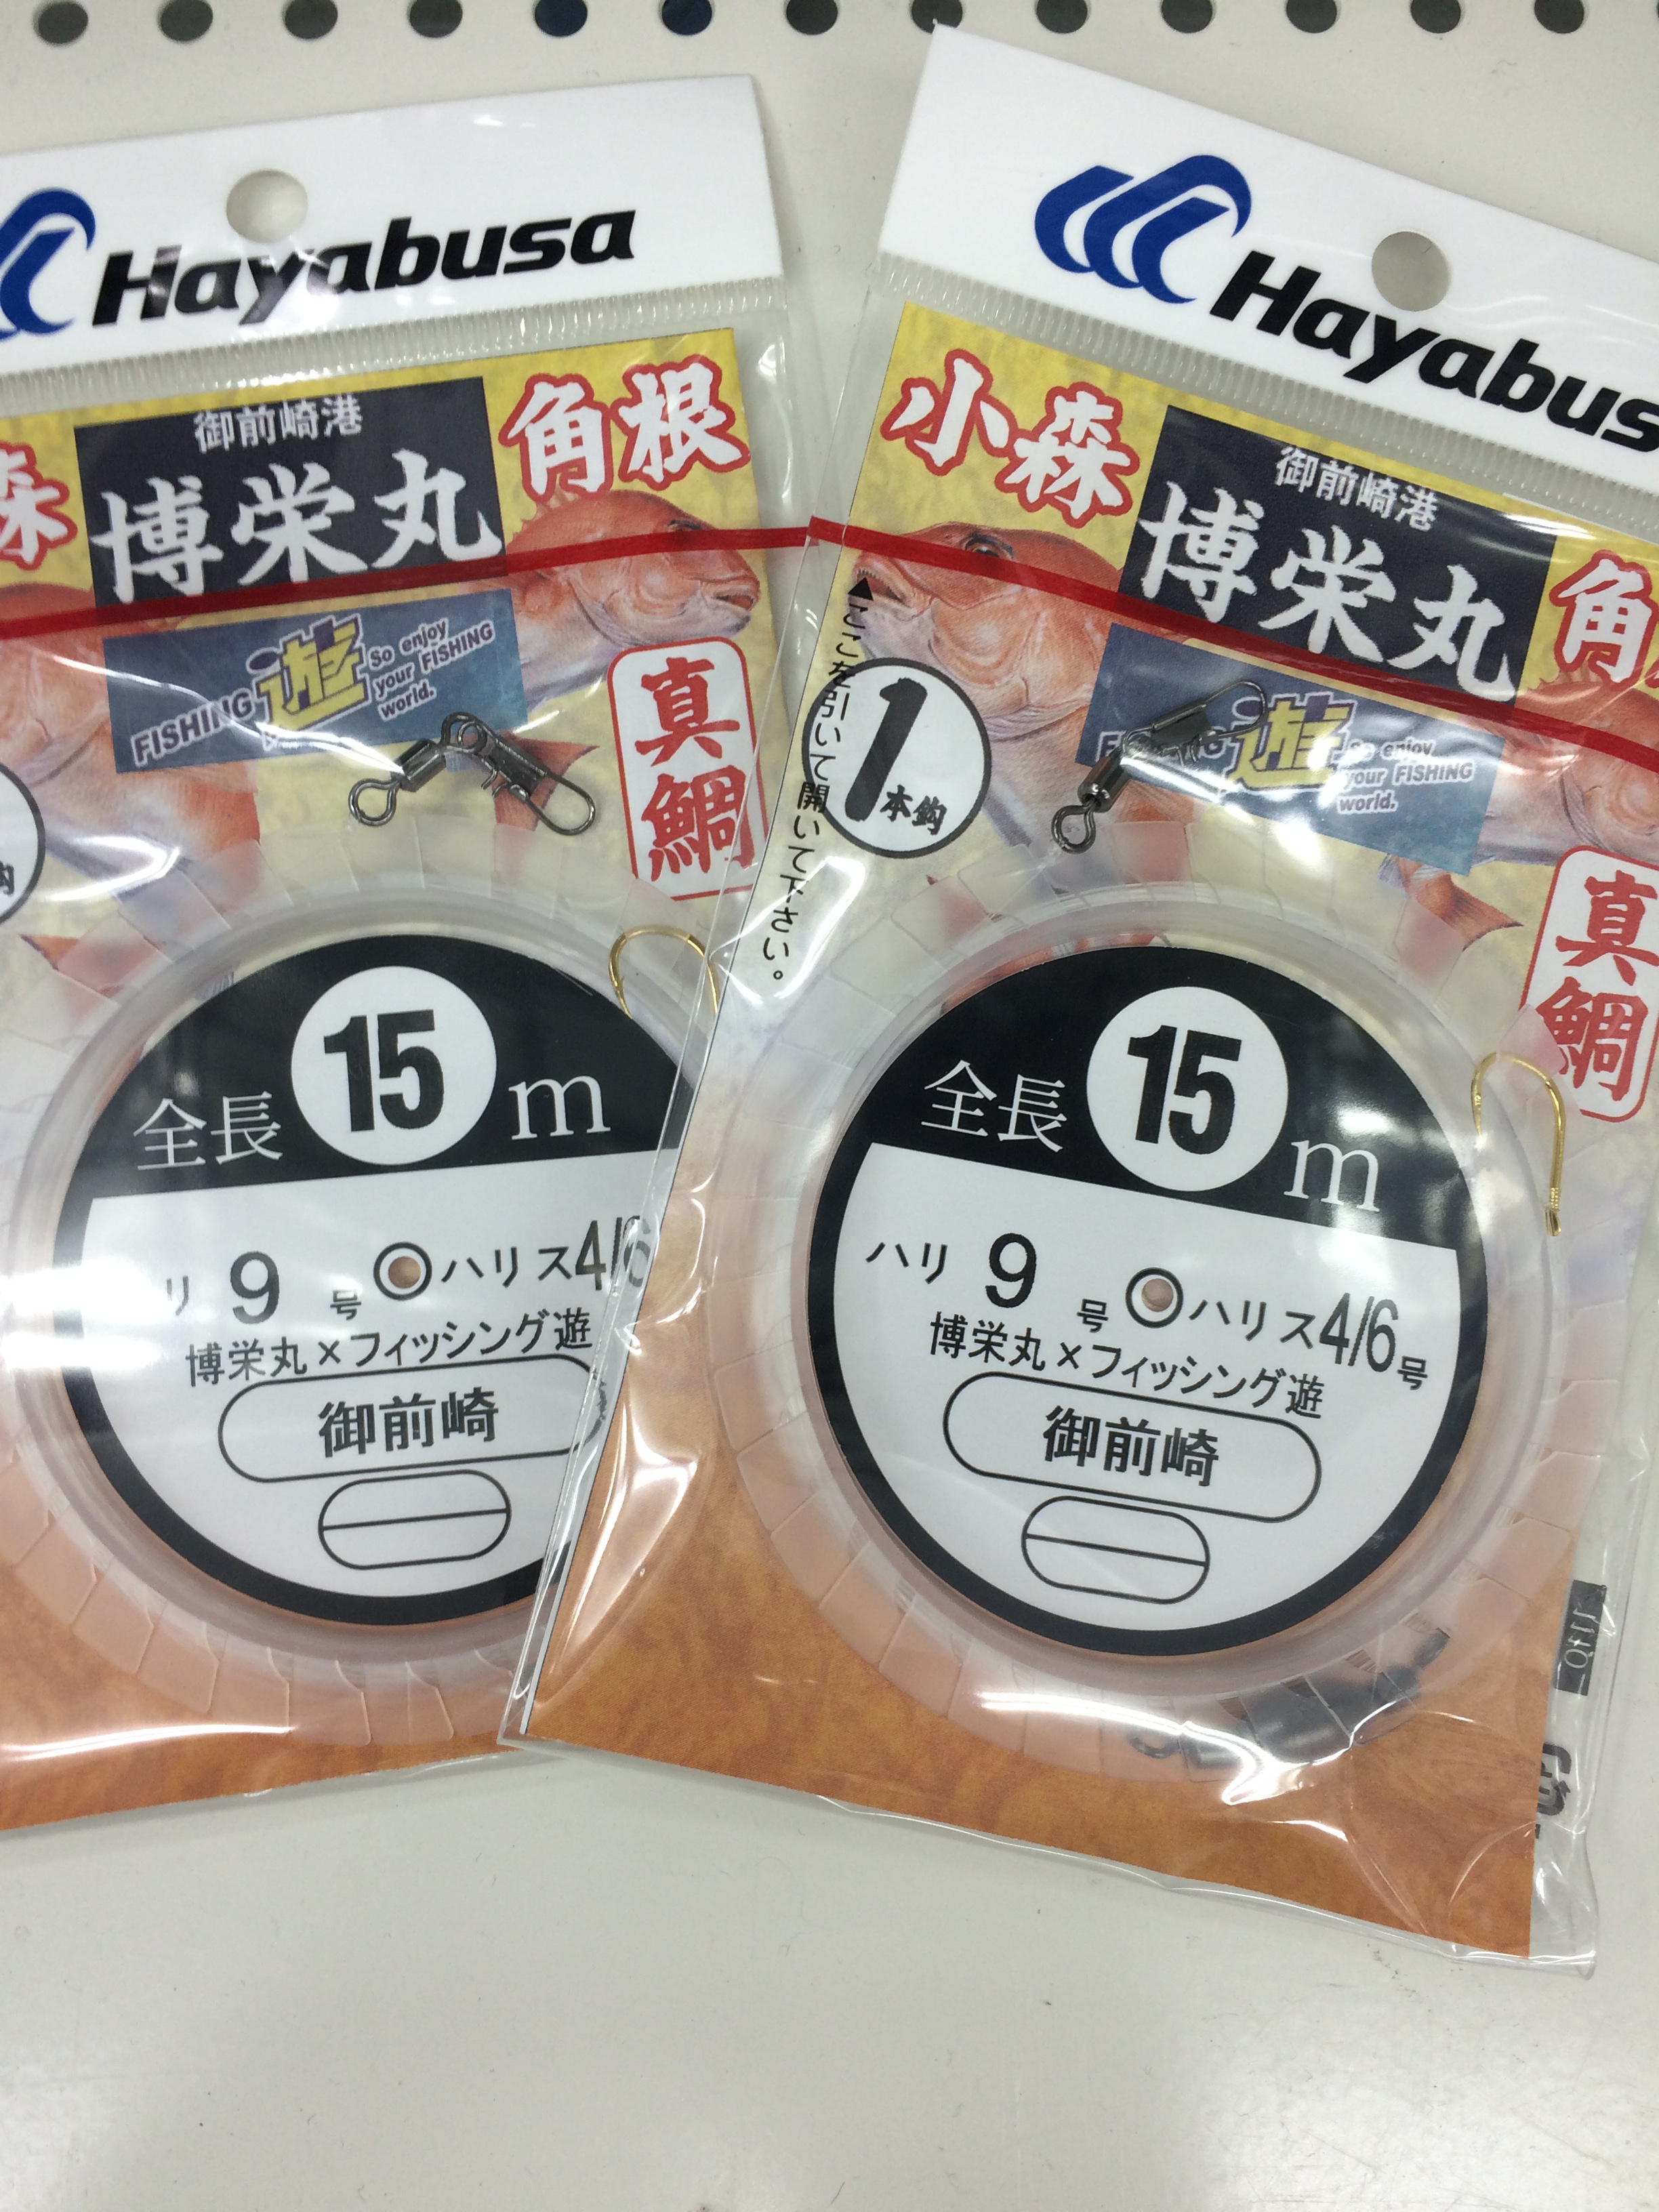 Hayabusa
森
御前崎港
博栄丸
角根
FISHING 遊 So enjoy your FISHING world.
真鯛
全長 15 m
リ 9 号 ハリス 4/6
博栄丸×フィッシング遊
御前崎
Hayabus
小森
御前崎港
博栄丸
角
ここを引いて開いて下さい。
1本鈎
遊 So enjoy your FISHING world.
真鯛
全長 15 m
ハリ 9 号 ハリス 4/6号
博栄丸×フィッシング遊
御前崎